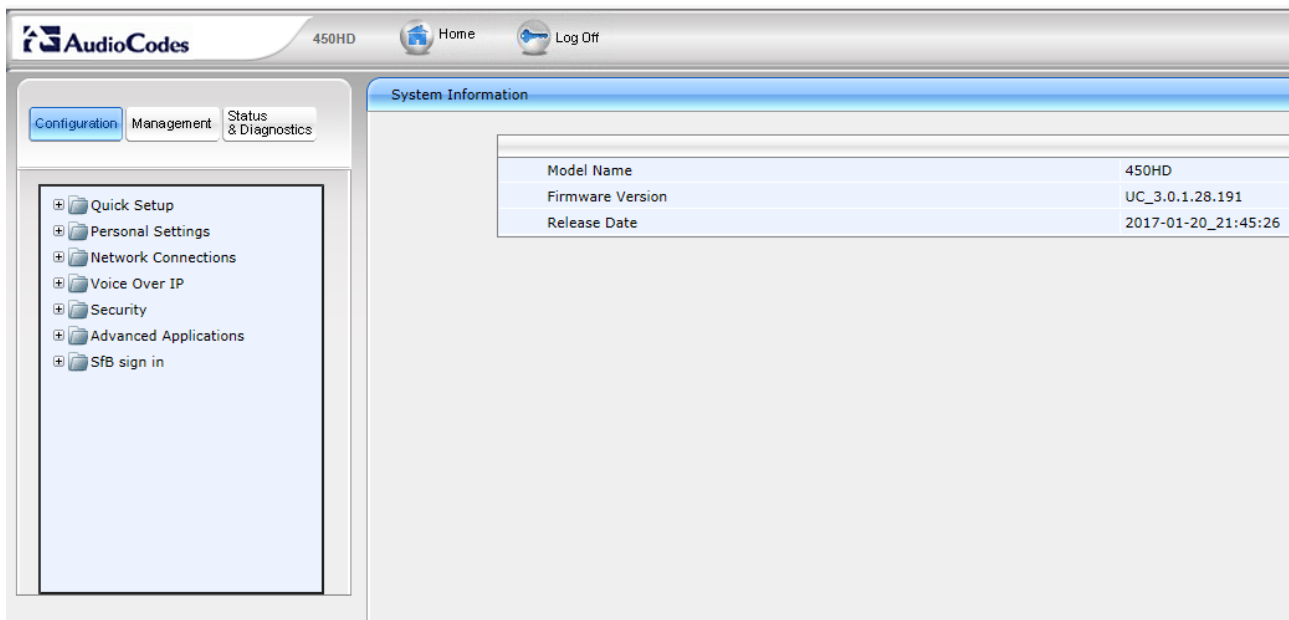 AudioCodes 450HD Home Log Off
Configuration Management Status & Diagnostics
Quick Setup
Personal Settings
Network Connections
Voice Over IP
Security
Advanced Applications
SfB sign in
System Information
Model Name 450HD
Firmware Version UC_3.0.1.28.191
Release Date 2017-01-20_21:45:26